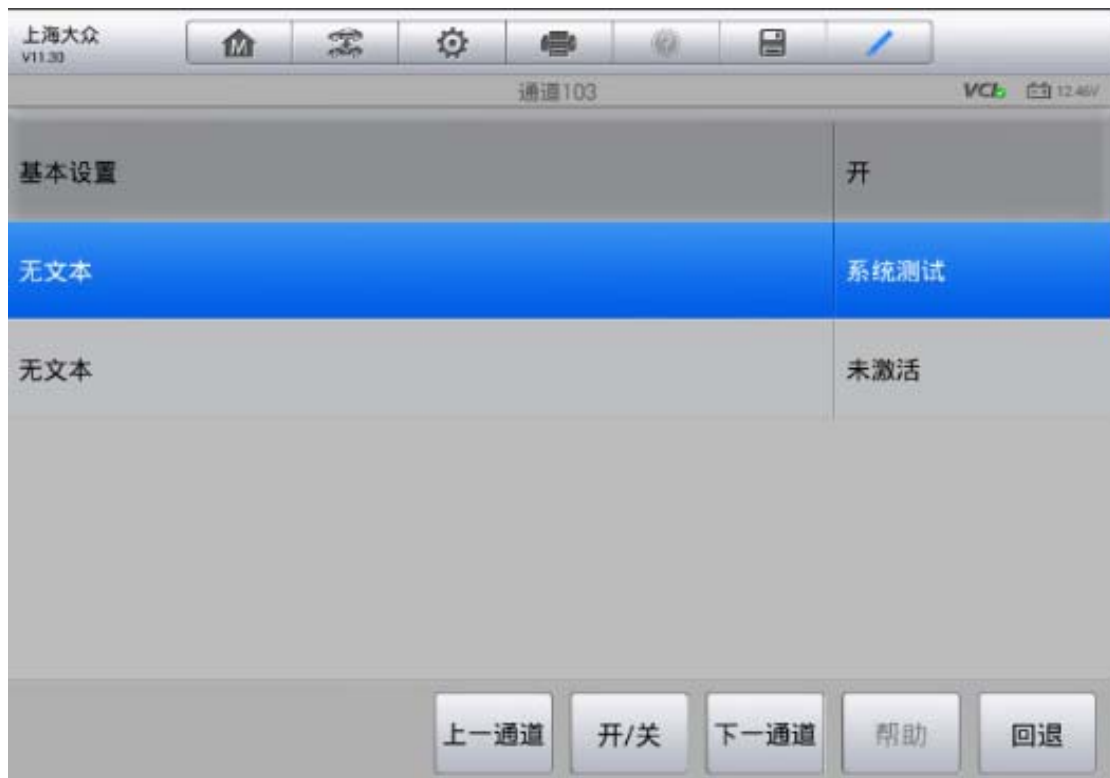 上海大众
V11.30
M
通道103
VCI
12.46V
基本设置
开
无文本
系统测试
无文本
未激活
上一通道
开/关
下一通道
帮助
回退